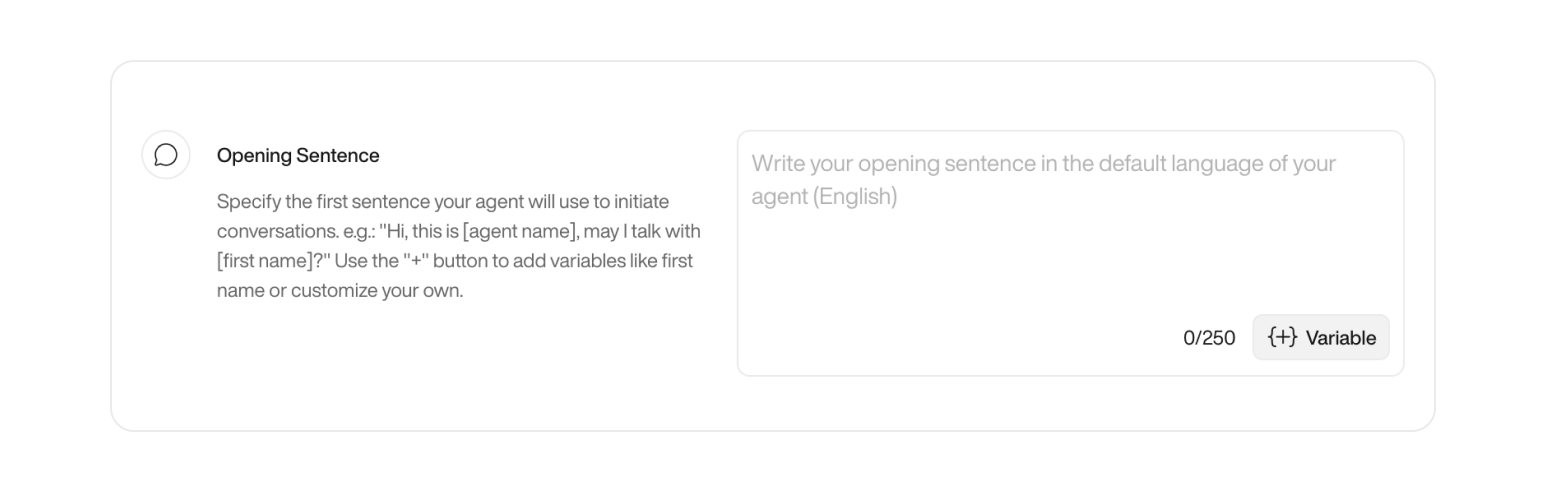 Opening Sentence
Specify the first sentence your agent will use to initiate
conversations. e.g.: "Hi, this is [agent name], may I talk with
[first name]?" Use the "+" button to add variables like first
name or customize your own.
Write your opening sentence in the default language of your
agent (English)
0/250
{+} Variable